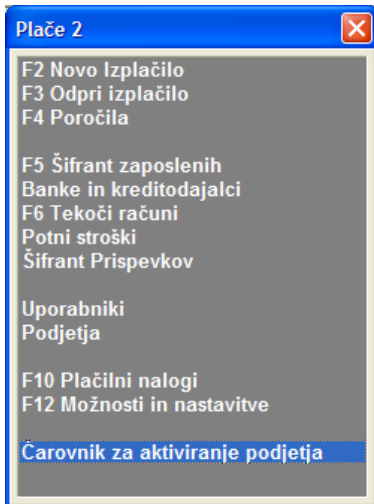 Plače 2
F2 Novo Izplačilo
F3 Odpri izplačilo
F4 Poročila
F5 Šifrant zaposlenih
Banke in kreditodajalci
F6 Tekoči računi
Potni stroški
Šifrant Prispevkov
Uporabniki
Podjetja
F10 Plačilni nalogi
F12 Možnosti in nastavitve
Čarovnik za aktiviranje podjetja